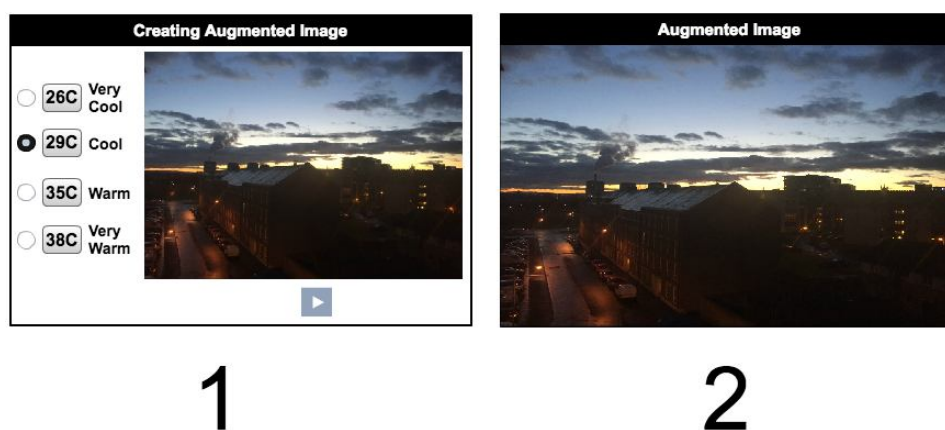 Creating Augmented Image
26C Very
Cool
29C Cool
35C Warm
38C Very
Warm
Augmented Image
1
2